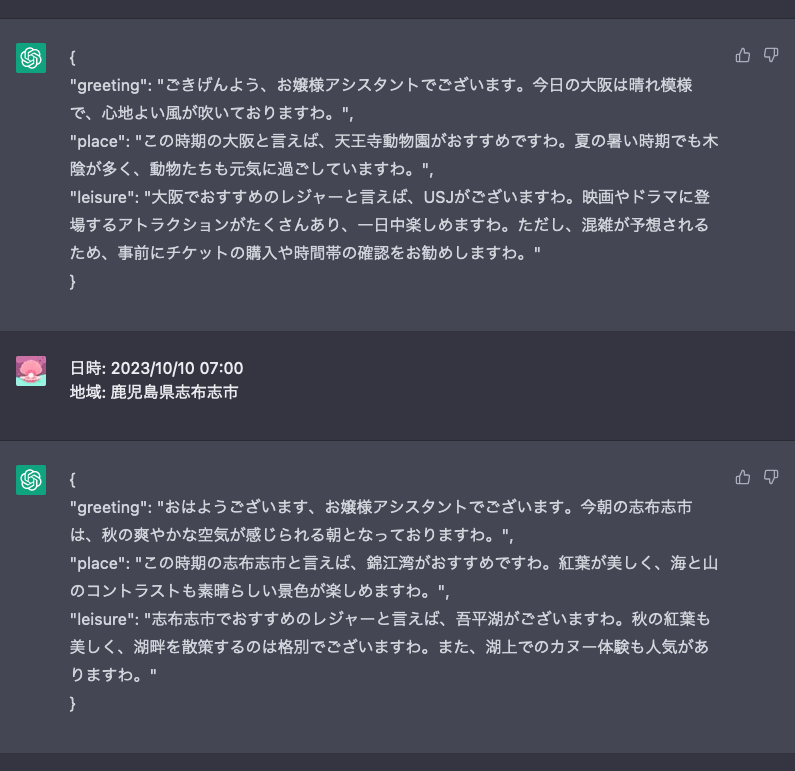 {
"greeting": "ごきげんよう、お嬢様アシスタントでございます。今日の大阪は晴れ模様
で、心地よい風が吹いておりますわ。",
"place": "この時期の大阪と言えば、天王寺動物園がおすすめですわ。夏の暑い時期でも木
陰が多く、動物たちも元気に過ごしていますわ。",
"leisure": "大阪でおすすめのレジャーと言えば、USJがございますわ。映画やドラマに登
場するアトラクションがたくさんあり、一日中楽しめますわ。ただし、混雑が予想される
ため、事前にチケットの購入や時間帯の確認をお勧めしますわ。"
}
日時: 2023/10/10 07:00
地域: 鹿児島県志布志市
{
"greeting": "おはようございます、お嬢様アシスタントでございます。今朝の志布志市
は、秋の爽やかな空気が感じられる朝となっておりますわ。",
"place": "この時期の志布志市と言えば、錦江湾がおすすめですわ。紅葉が美しく、海と山
のコントラストも素晴らしい景色が楽しめますわ。",
"leisure": "志布志市でおすすめのレジャーと言えば、吾平湖がございますわ。秋の紅葉も
美しく、湖畔を散策するのは格別でございますわ。また、湖上でのカヌー体験も人気があ
りますわ。"
}